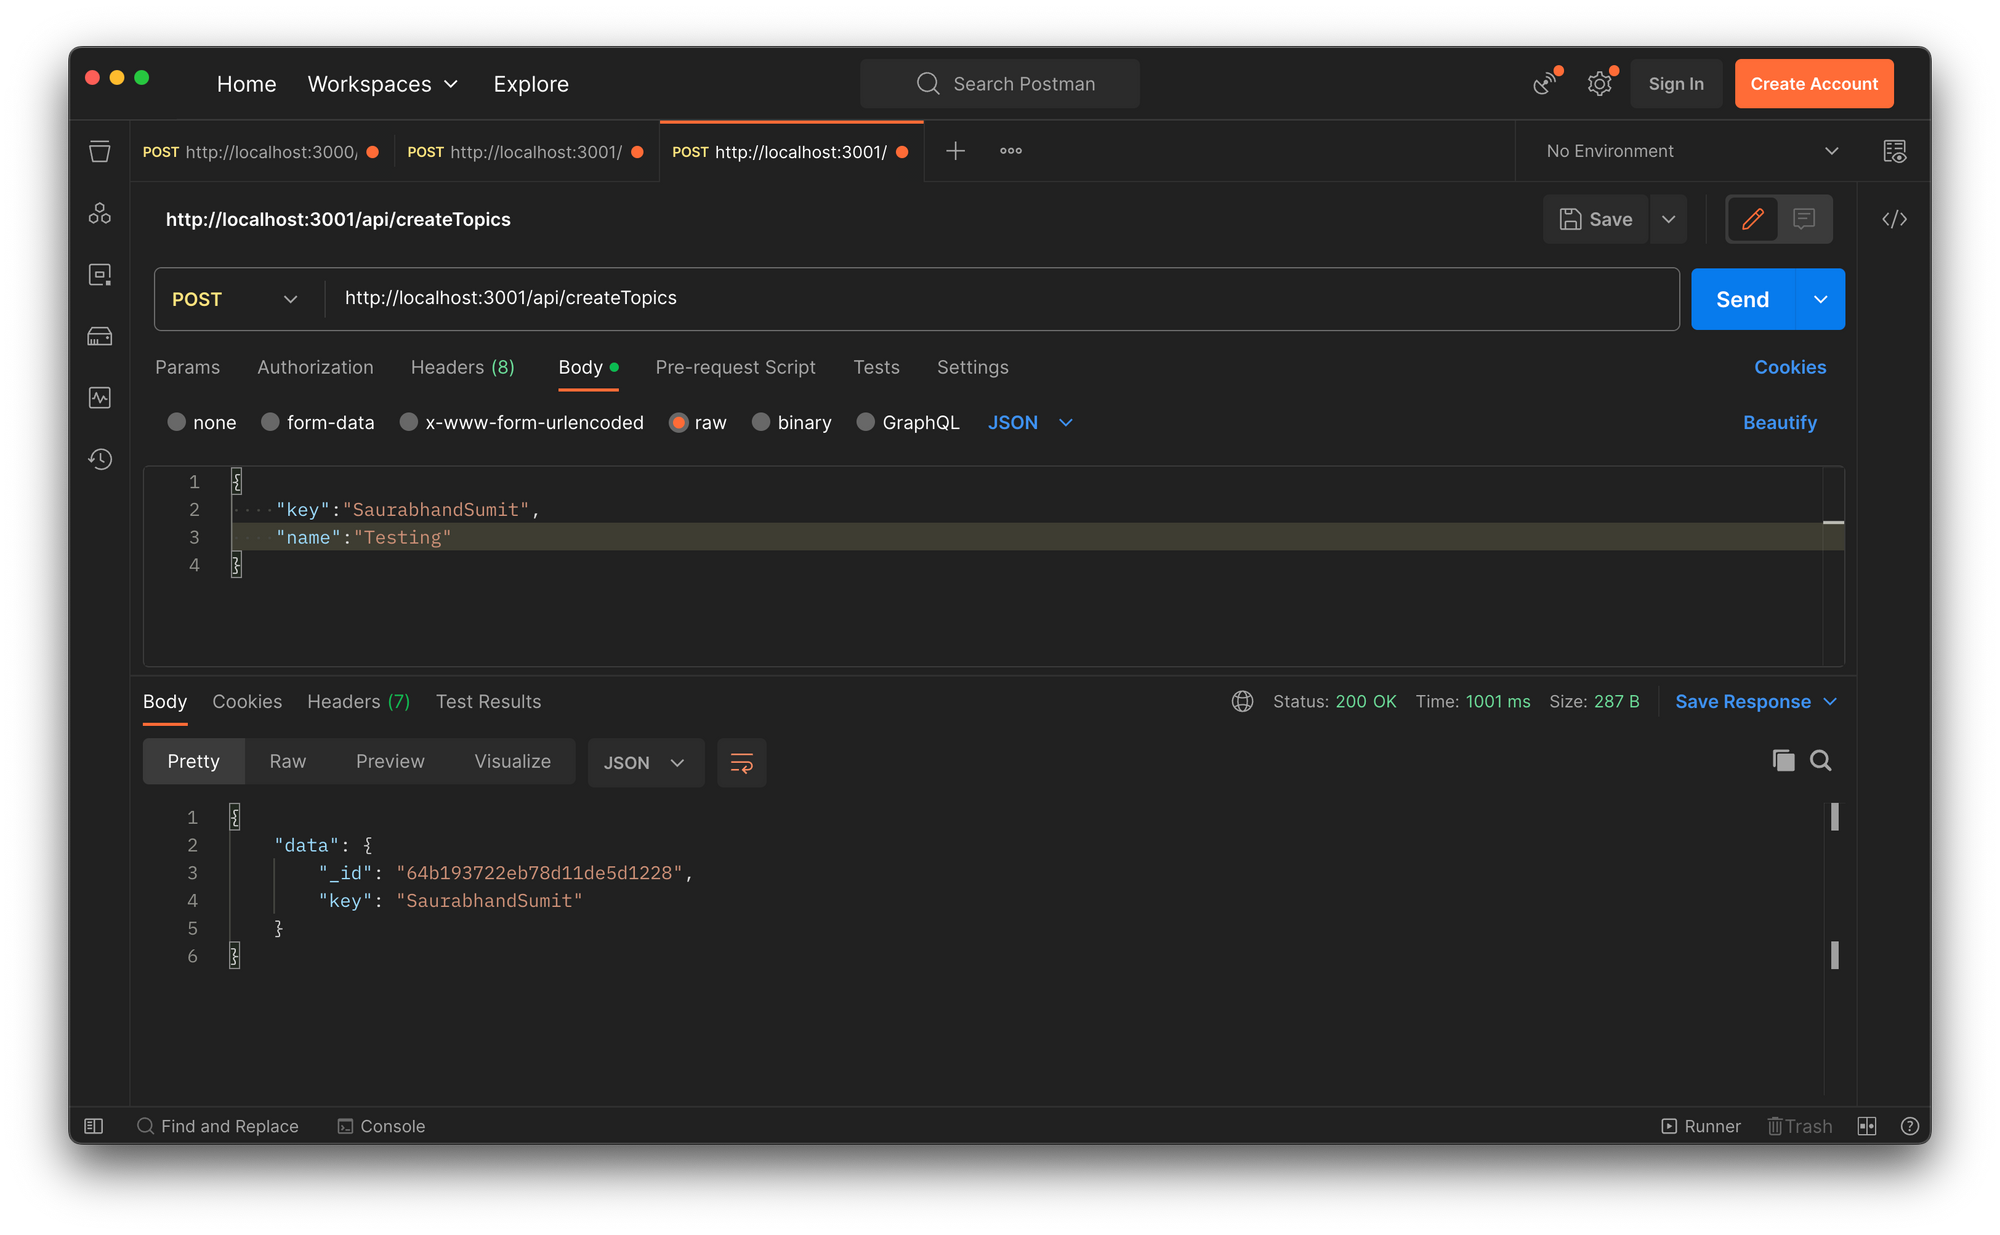 Home Workspaces Explore Search Postman Sign In Create Account
POST http://localhost:3000, POST http://localhost:3001/ POST http://localhost:3001/ No Environment
http://localhost:3001/api/createTopics Save
POST http://localhost:3001/api/createTopics Send
Params Authorization Headers (8) Body Pre-request Script Tests Settings Cookies
none form-data x-www-form-urlencoded raw binary GraphQL JSON Beautify
1 {
2 "key":"SaurabhandSumit",
3 "name":"Testing"
4 }
Body Cookies Headers (7) Test Results Status: 200 OK Time: 1001 ms Size: 287 B Save Response
Pretty Raw Preview Visualize JSON
1 {
2 "data": {
3 "_id": "64b193722eb78d11de5d1228",
4 "key": "SaurabhandSumit"
5 }
6 }
Find and Replace Console Runner Trash